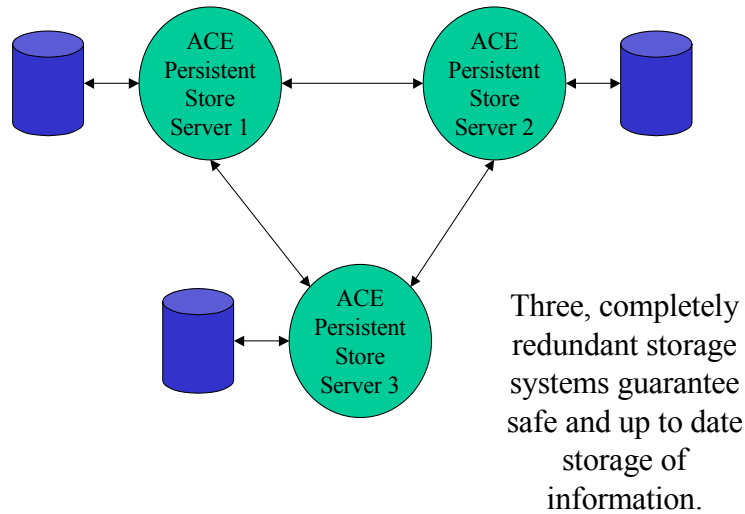 ACE
Persistent
Store
Server 1
ACE
Persistent
Store
Server 2
ACE
Persistent
Store
Server 3
Three, completely
redundant storage
systems guarantee
safe and up to date
storage of
information.